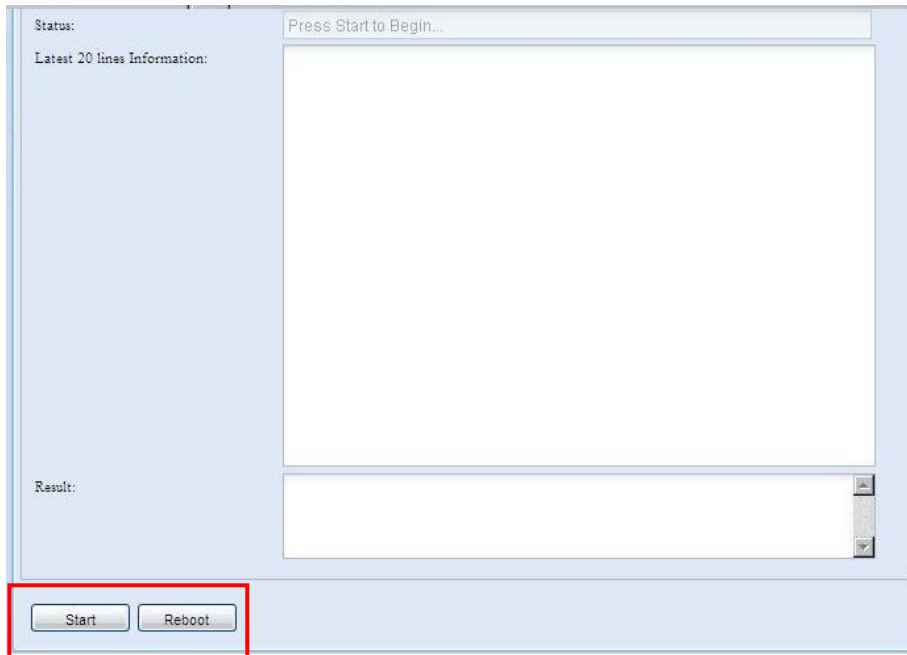 Status:
Press Start to Begin...
Latest 20 lines Information:
Result:
Start
Reboot